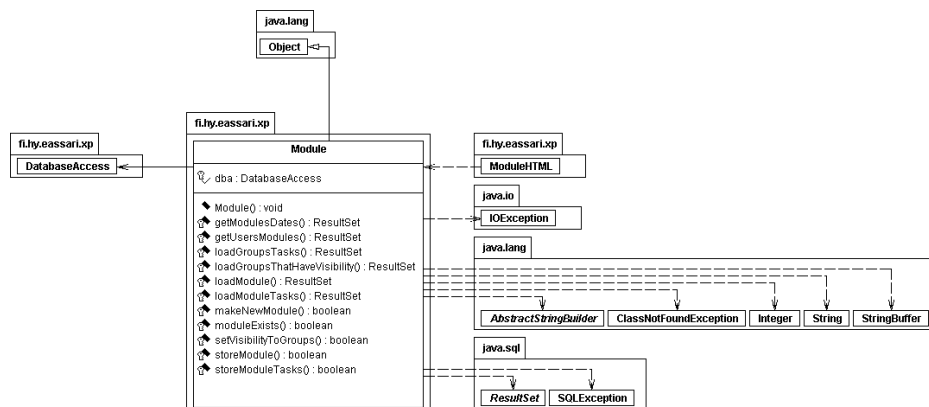 java.lang
Object
fi.hy.eassari.xp
fi.hy.eassari.xp
DatabaseAccess
Module
dba : DatabaseAccess
Module() : void
getModulesDates() : ResultSet
getUsersModules() : ResultSet
loadGroupsTasks() : ResultSet
loadGroupsThatHaveVisibility() : ResultSet
loadModule() : ResultSet
loadModuleTasks() : ResultSet
makeNewModule() : boolean
moduleExists() : boolean
setVisibilityToGroups() : boolean
storeModule() : boolean
storeModuleTasks() : boolean
fi.hy.eassari.xp
ModuleHTML
java.io
IOException
java.lang
AbstractStringBuilder
ClassNotFoundException
Integer
String
StringBuffer
java.sql
ResultSet
SQLException